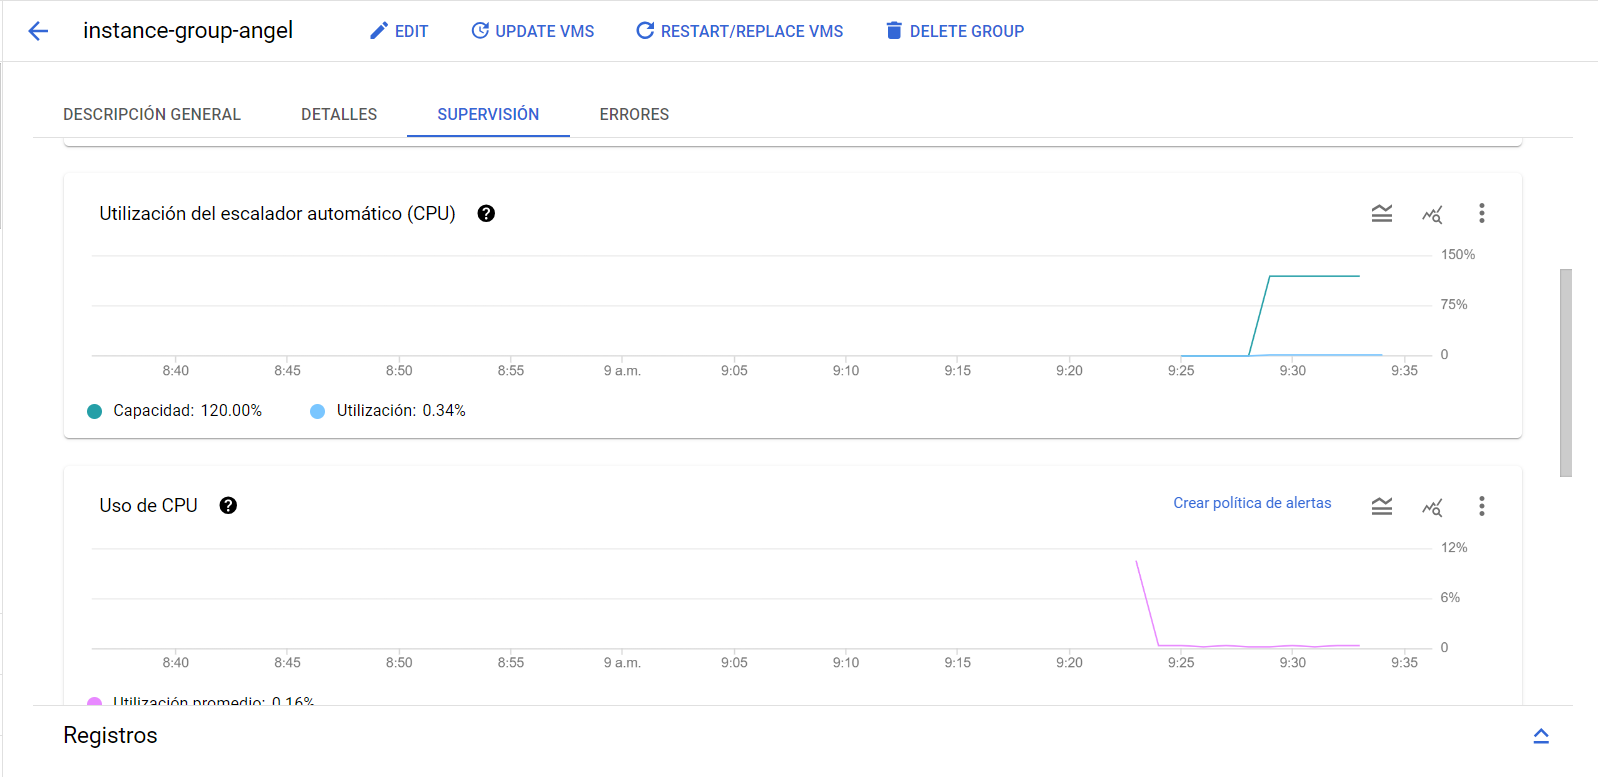 instance-group-angel EDIT UPDATE VMS RESTART/REPLACE VMS DELETE GROUP
DESCRIPCIÓN GENERAL DETALLES SUPERVISIÓN ERRORES
Utilización del escalador automático (CPU) ?
150%
75%
0
8:40 8:45 8:50 8:55 9 a.m. 9:05 9:10 9:15 9:20 9:25 9:30 9:35
Capacidad: 120.00% Utilización: 0.34%
Uso de CPU ? Crear política de alertas
12%
6%
0
8:40 8:45 8:50 8:55 9 a.m. 9:05 9:10 9:15 9:20 9:25 9:30 9:35
Utilización promedio: 0.16%
Registros